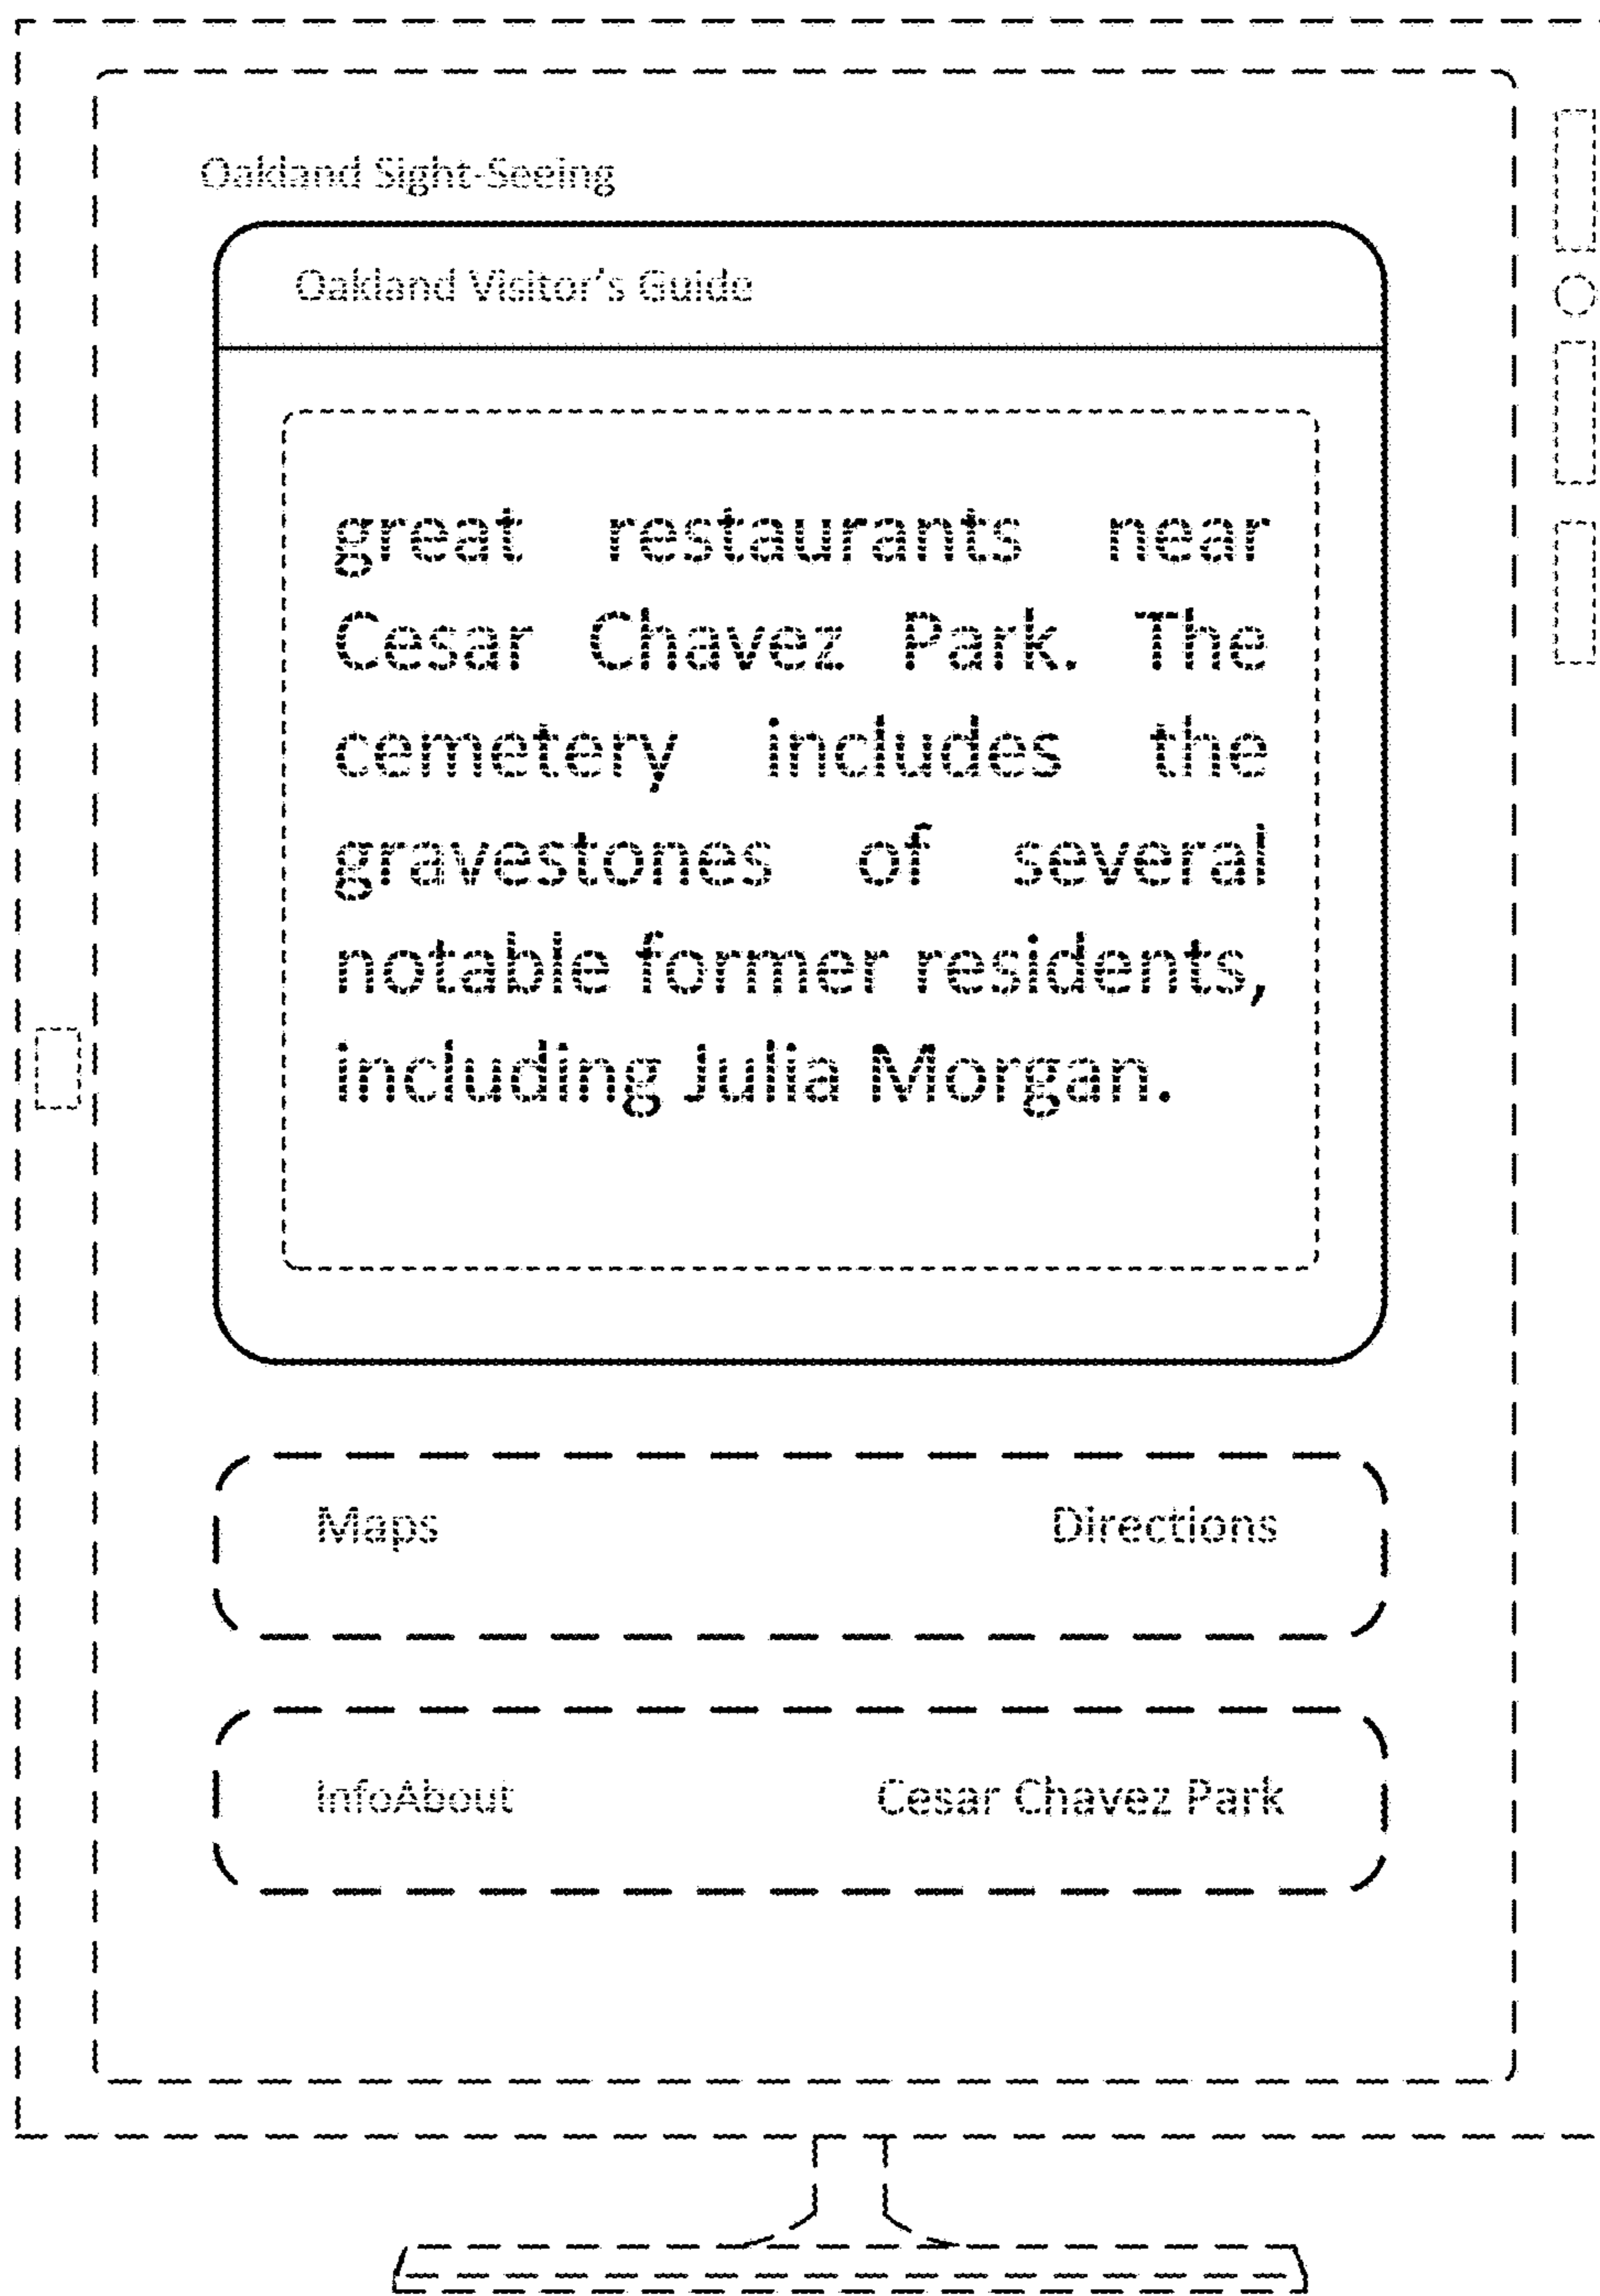 Oakland Sight-Seeing
Oakland Visitor's Guide
great restaurants near
Cesar Chavez Park. The
cemetery includes the
gravestones of several
notable former residents,
including Julia Morgan.
Maps Directions
InfoAbout Cesar Chavez Park